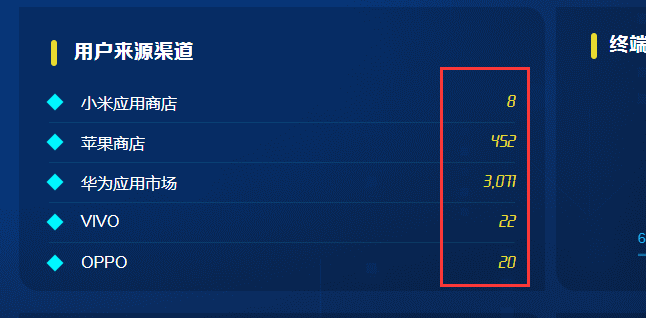 用户来源渠道
终端
小米应用商店 8
苹果商店 452
华为应用市场 3,071
VIVO 22
OPPO 20
6